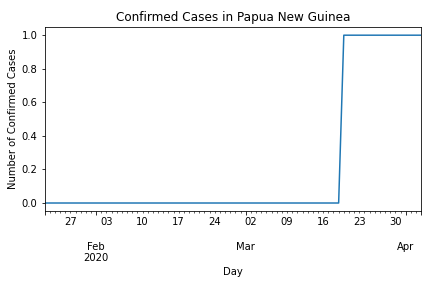 Confirmed Cases in Papua New Guinea
Number of Confirmed Cases
1.0
0.8
0.6
0.4
0.2
0.0
27 03 10 17 24 02 09 16 23 30
Feb Mar Apr
2020
Day